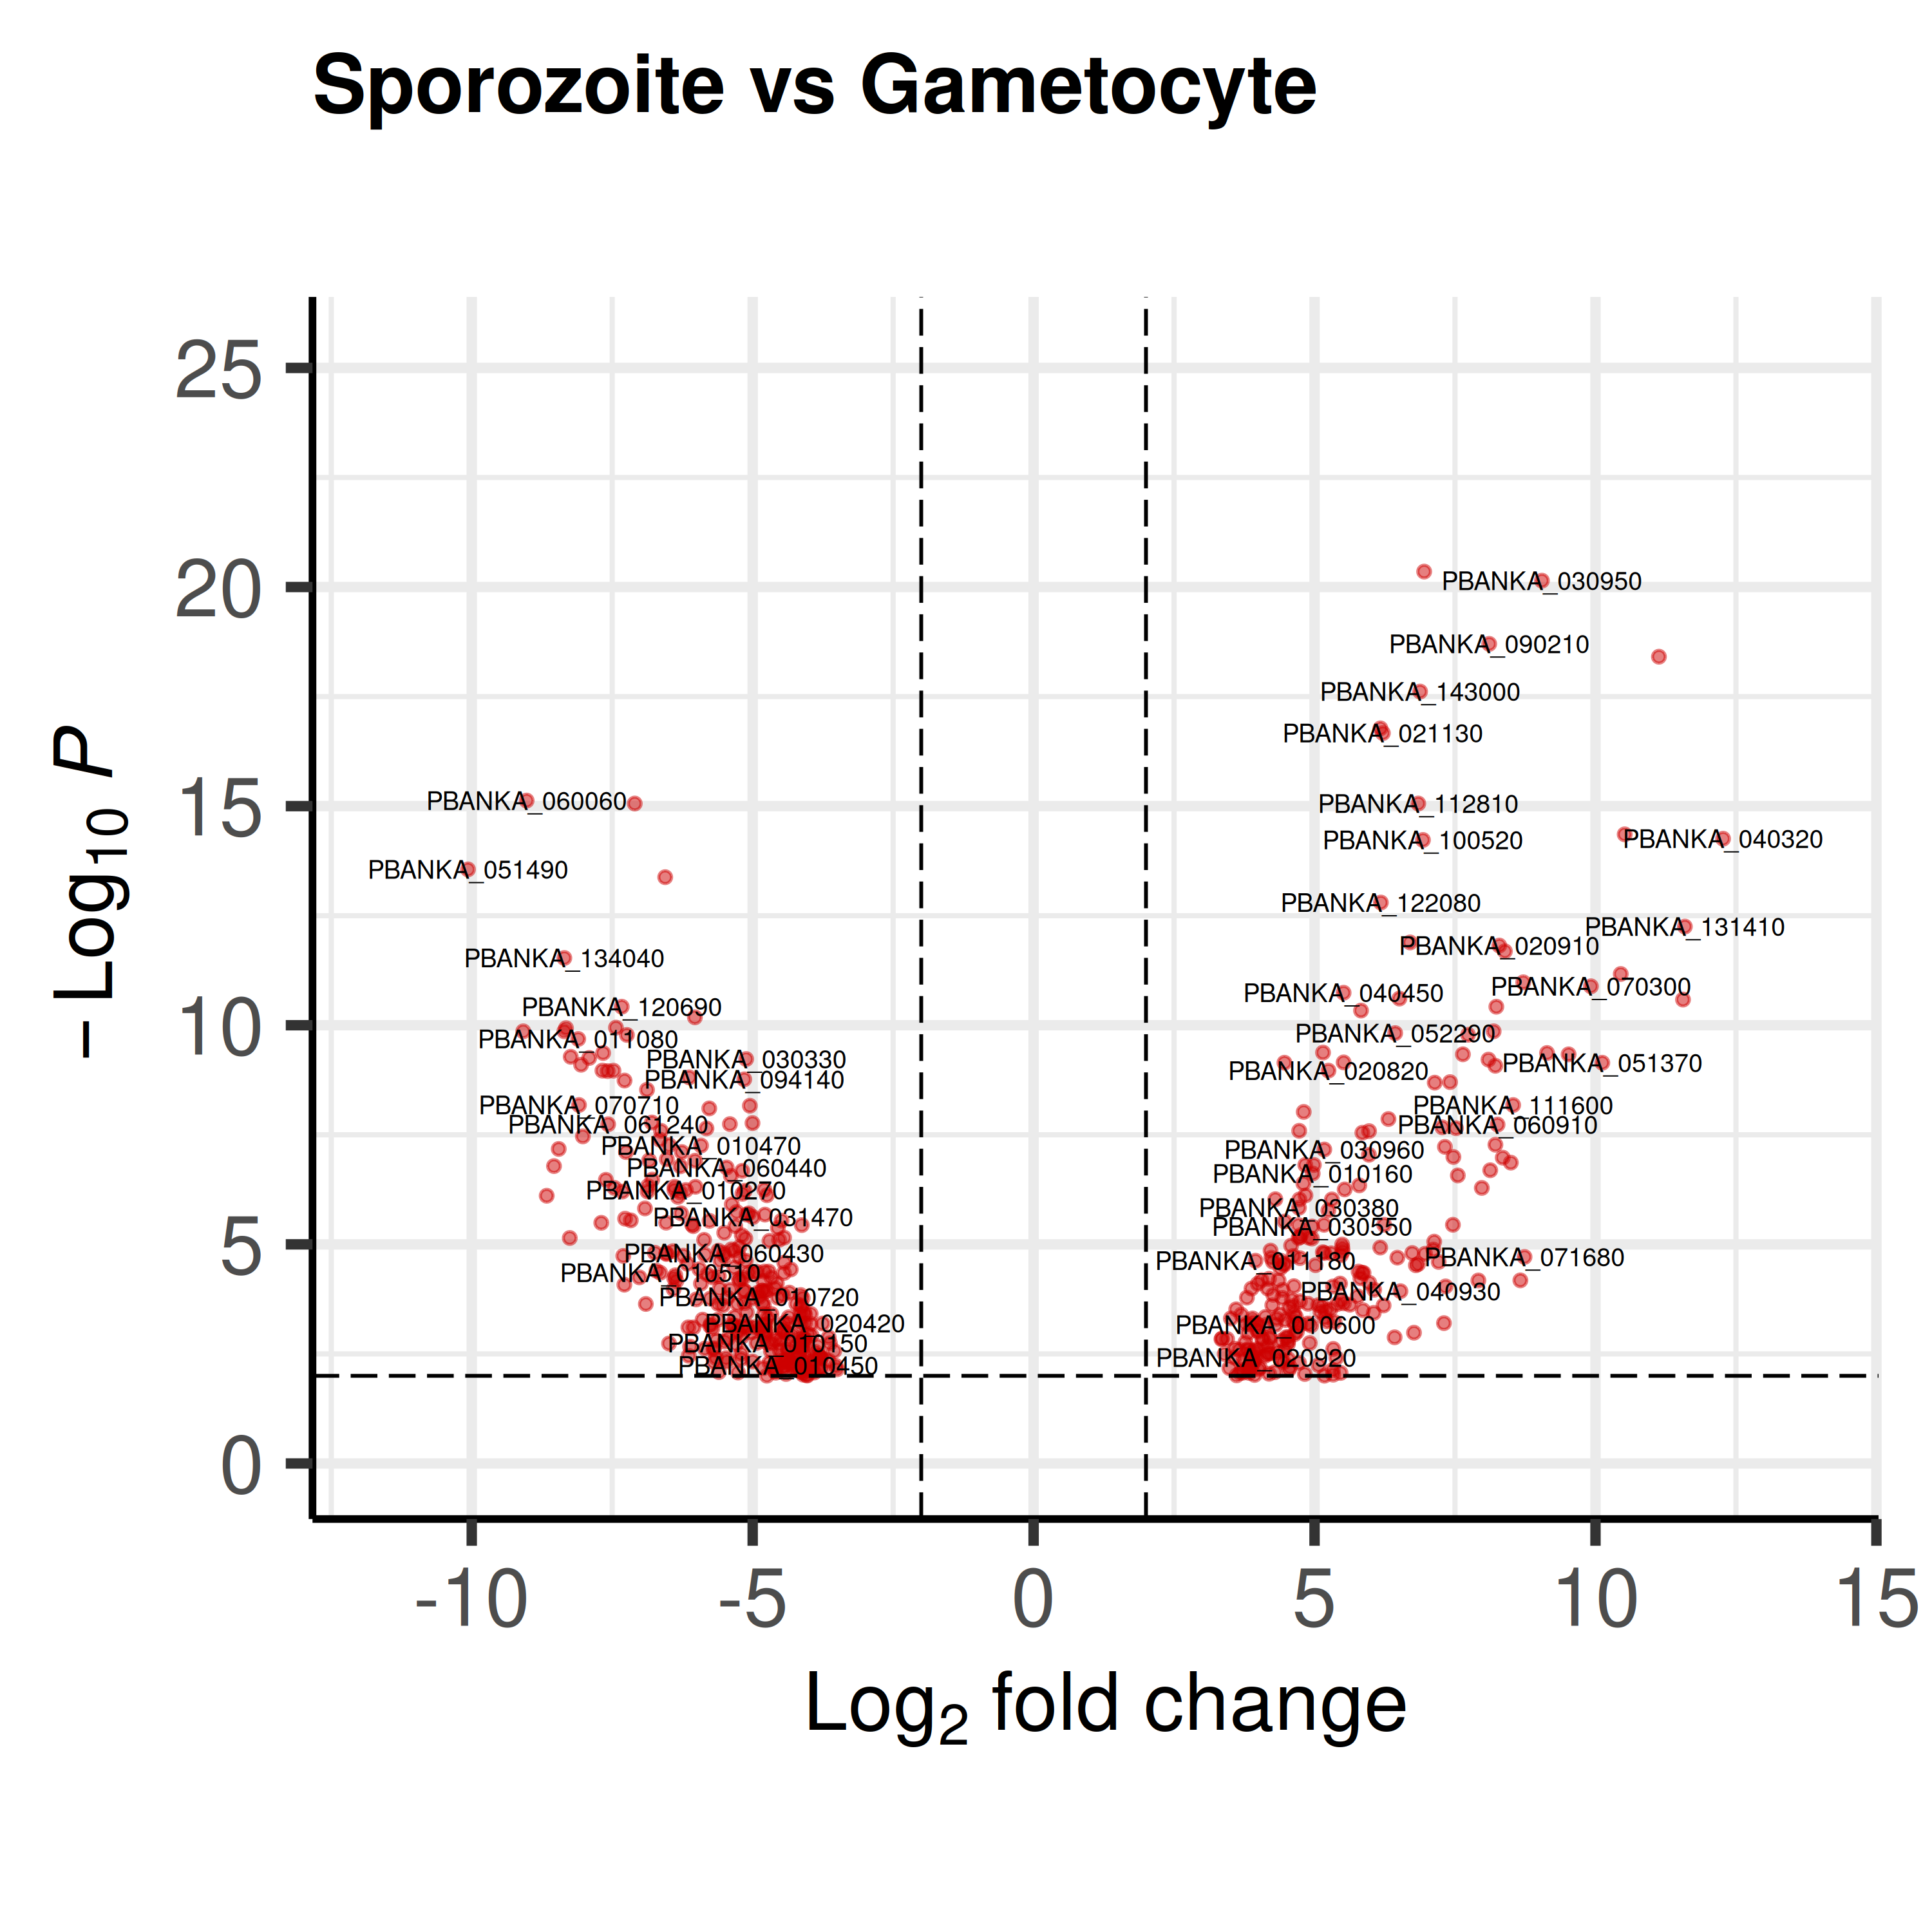 Sporozoite vs Gametocyte
25
20
15
10
5
0
− Log10 P
PBANKA_030950
PBANKA_090210
PBANKA_143000
PBANKA_021130
PBANKA_060060
PBANKA_112810
PBANKA_100520
PBANKA_040320
PBANKA_051490
PBANKA_122080
PBANKA_131410
PBANKA_020910
PBANKA_134040
PBANKA_070300
PBANKA_040450
PBANKA_120690
PBANKA_052290
PBANKA_011080
PBANKA_030330
PBANKA_051370
PBANKA_020820
PBANKA_094140
PBANKA_070710
PBANKA_111600
PBANKA_061240
PBANKA_060910
PBANKA_010470
PBANKA_030960
PBANKA_060440
PBANKA_010160
PBANKA_010270
PBANKA_030380
PBANKA_031470
PBANKA_030550
PBANKA_060430
PBANKA_071680
PBANKA_011180
PBANKA_010510
PBANKA_040930
PBANKA_010720
PBANKA_020420
PBANKA_010600
PBANKA_010150
PBANKA_020920
PBANKA_010450
-10
-5
0
5
10
15
Log2 fold change